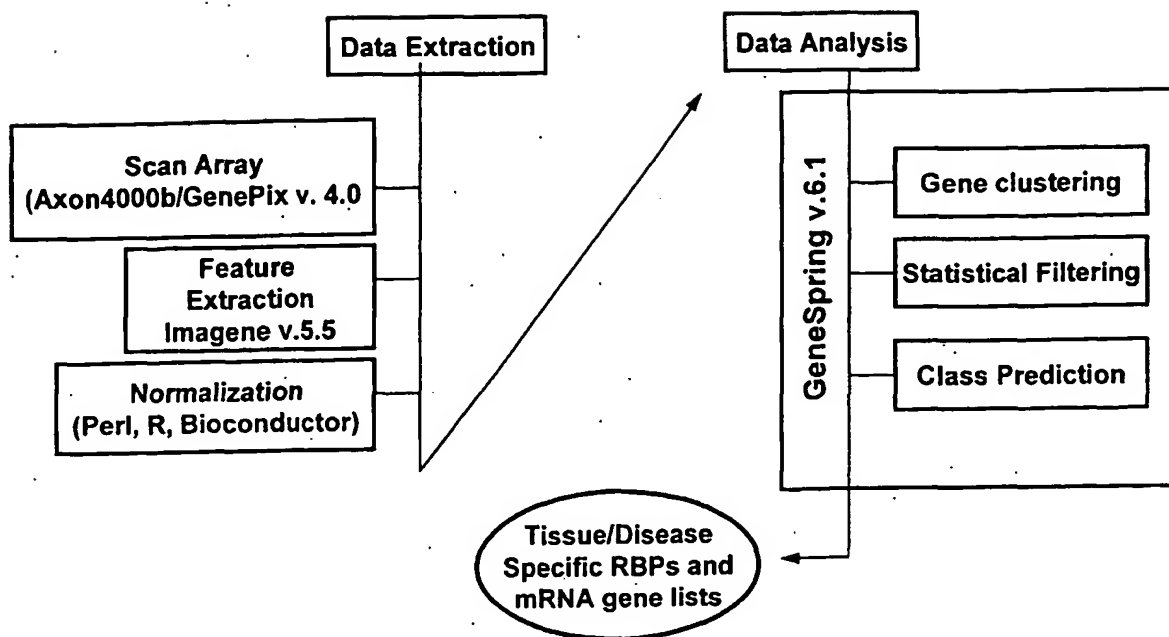 Data Extraction
Scan Array
(Axon4000b/GenePix v. 4.0
Feature
Extraction
Imagene v.5.5
Normalization
(Perl, R, Bioconductor)
Data Analysis
GeneSpring v.6.1
Gene clustering
Statistical Filtering
Class Prediction
Tissue/Disease
Specific RBPs and
mRNA gene lists